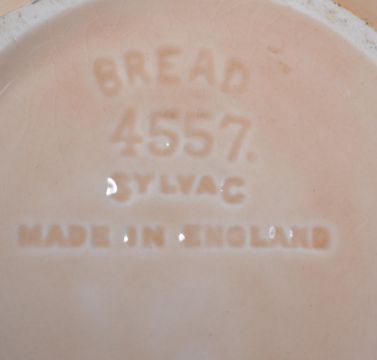 BREAD
4557.
SYLVAC
MADE IN ENGLAND